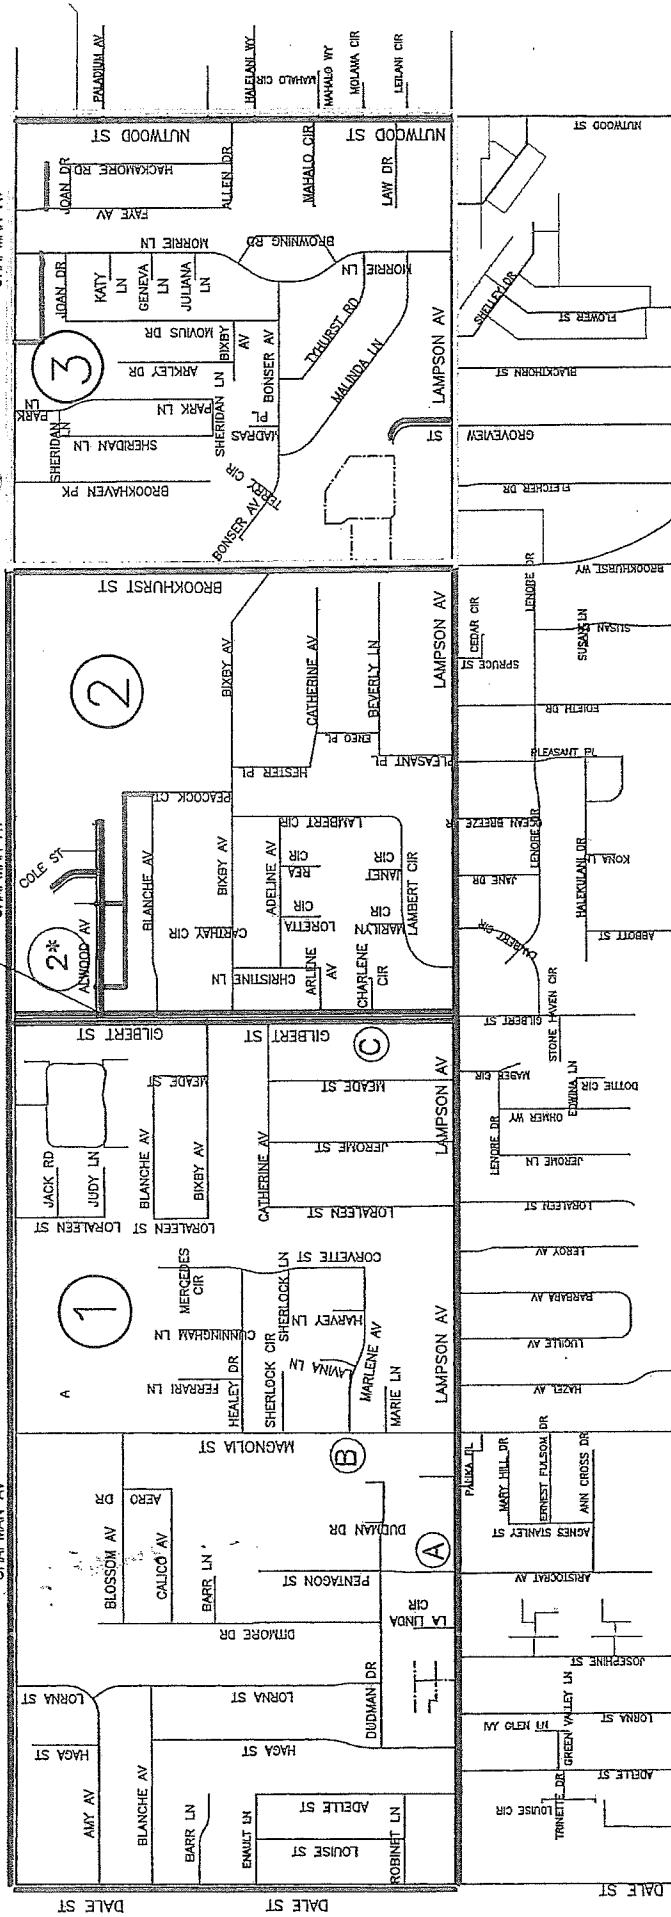 PALADIUM AV
HALELANI WY
MAHALO CIR
MAHALO WY
MOLAMA CIR
LEILANI CIR
NUTWOOD ST
NUTWOOD ST
NUTWOOD ST
JOAN DR
HACKAMORE RD
ALLEN DR
MAHALO CIR
LAW DR
FAYE AV
MORRIE LN
BROWNING RD
MORRIE LN
JOAN DR
KATY LN
GENEVA LN
JULIANA LN
MOVIUS DR
BIXBY AV
BONSER AV
TYHURST RD
MALINDA LN
LAMPSON AV
SHELLEY DR
FLOWER ST
BLACKTHORN ST
3
ARKLEY DR
PARK LN
PARK LN
SHERIDAN LN
SHERIDAN LN
SHERIDAN LN
MADRAS PL
GROVEVIEW ST
BROOKHAVEN PK
TERRY CIR
BONSER AV
FLETCHER DR
BROOKHURST ST
BROOKHURST WY
2
BIXBY AV
CATHERINE AV
BEVERLY LN
LAMPSON AV
CEDAR CIR
SPRUCE ST
LENORE DR
SUSAN LN
SUSAN LN
EDIETH DR
ENEO PL
HESTER PL
PLEASANT PL
PLEASANT PL
PEACOCK CT
COLE ST
2*
ALWOOD AV
BLANCHE AV
BIXBY AV
CARTHAY CIR
ADELINE AV
LAMBERT CIR
REA CIR
JANET CIR
LORETTA CIR
MARILYN CIR
LAMBERT CIR
CHRISTINE LN
ARLENE AV
CHARLENE CIR
OCEAN BREEZE DR
LENORE DR
JANE DR
HALEKULANI DR
KONA LN
ABBOTT ST
LAMBERT CIR
GILBERT ST
GILBERT ST
GILBERT ST
C
STONE HAVEN CIR
MEADE ST
MEADE ST
LAMPSON AV
MABER CIR
EDWINA LN
DOTTIE CIR
OHMER WY
LENORE DR
JEROME LN
JACK RD
JUDY LN
BLANCHE AV
BIXBY AV
CATHERINE AV
JEROME ST
LORALEEN ST
LORALEEN ST
LORALEEN ST
LORALEEN ST
LEROY AV
BARBARA AV
LUCILLE AV
HAZEL AV
1
A
MERCEDES CIR
CORVETTE ST
CUNNINGHAM LN
SHERLOCK LN
HARVEY LN
FERRARI LN
HEALEY DR
SHERLOCK CIR
LAVINA LN
MARLENE AV
MARIE LN
LAMPSON AV
MAGNOLIA ST
B
MARY HILL DR
ERNEST FULSOM DR
ANN CROSS DR
AGNES STANLEY ST
CHAPMAN AV
BLOSSOM AV
AERO DR
CALICO AV
BARR LN
DUDMAN DR
A
PENTAGON ST
ARISTOCRAT AV
DITMORE DR
LA LINDA CIR
JOSEPHINE ST
LORNA ST
LORNA ST
DUDMAN DR
LORNA ST
GREEN VALLEY LN
HAGA ST
HAGA ST
AMY AV
BLANCHE AV
BARR LN
ENAULT LN
ADELLE ST
LOUISE ST
ROBINET LN
ADELLE ST
TRINETTE DR
LOUISE CIR
DALE ST
DALE ST
DALE ST